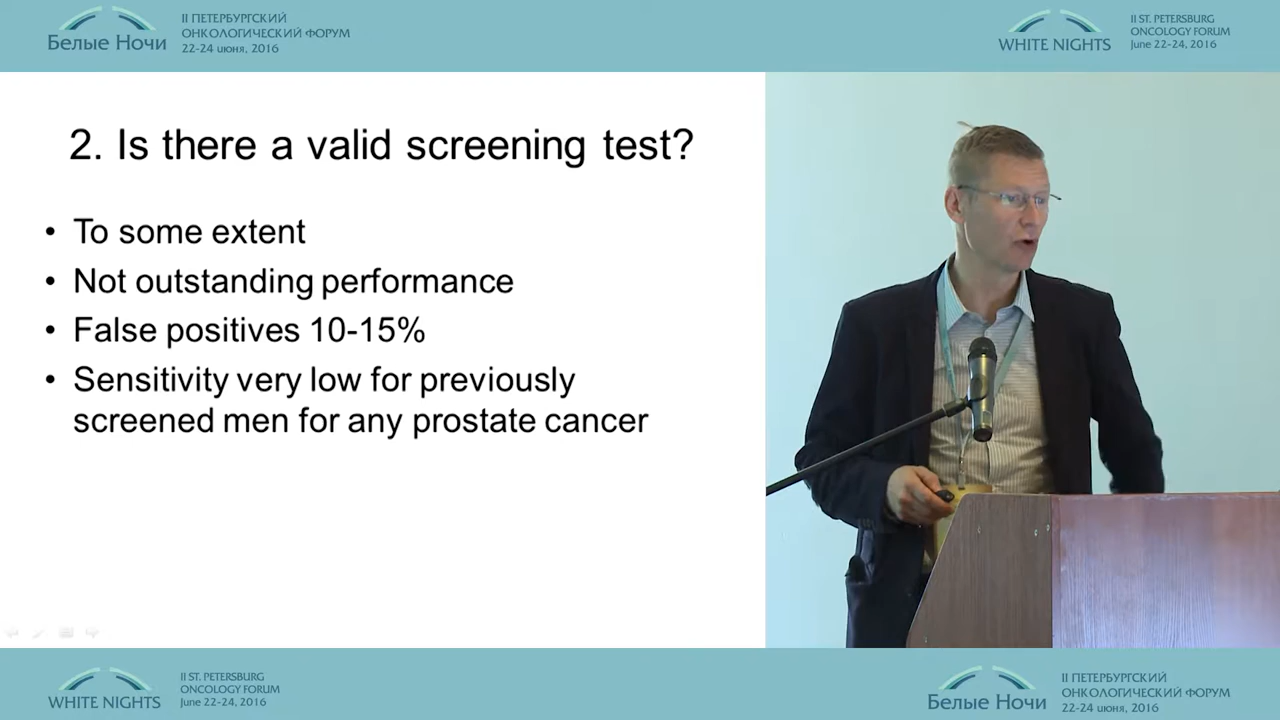 Белые Ночи
II ПЕТЕРБУРГСКИЙ
ОНКОЛОГИЧЕСКИЙ ФОРУМ
22-24 июня, 2016
WHITE NIGHTS
II ST. PETERSBURG
ONCOLOGY FORUM
June 22-24, 2016
2. Is there a valid screening test?
• To some extent
• Not outstanding performance
• False positives 10-15%
• Sensitivity very low for previously
screened men for any prostate cancer
WHITE NIGHTS
II ST. PETERSBURG
ONCOLOGY FORUM
June 22-24, 2016
Белые Ночи
II ПЕТЕРБУРГСКИЙ
ОНКОЛОГИЧЕСКИЙ ФОРУМ
22-24 июня, 2016